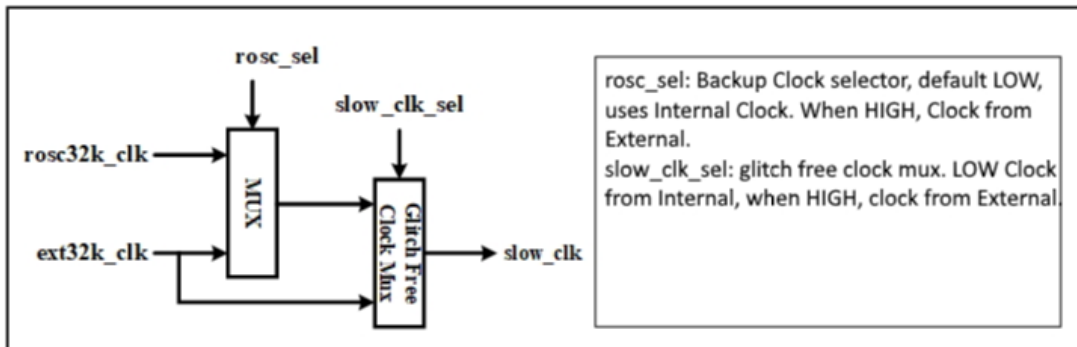 rosc_sel
slow_clk_sel
rosc32k_clk
MUX
ext32k_clk
Glitch Free
Clock Mux
slow_clk
rosc_sel: Backup Clock selector, default LOW,
uses Internal Clock. When HIGH, Clock from
External.
slow_clk_sel: glitch free clock mux. LOW Clock
from Internal, when HIGH, clock from External.